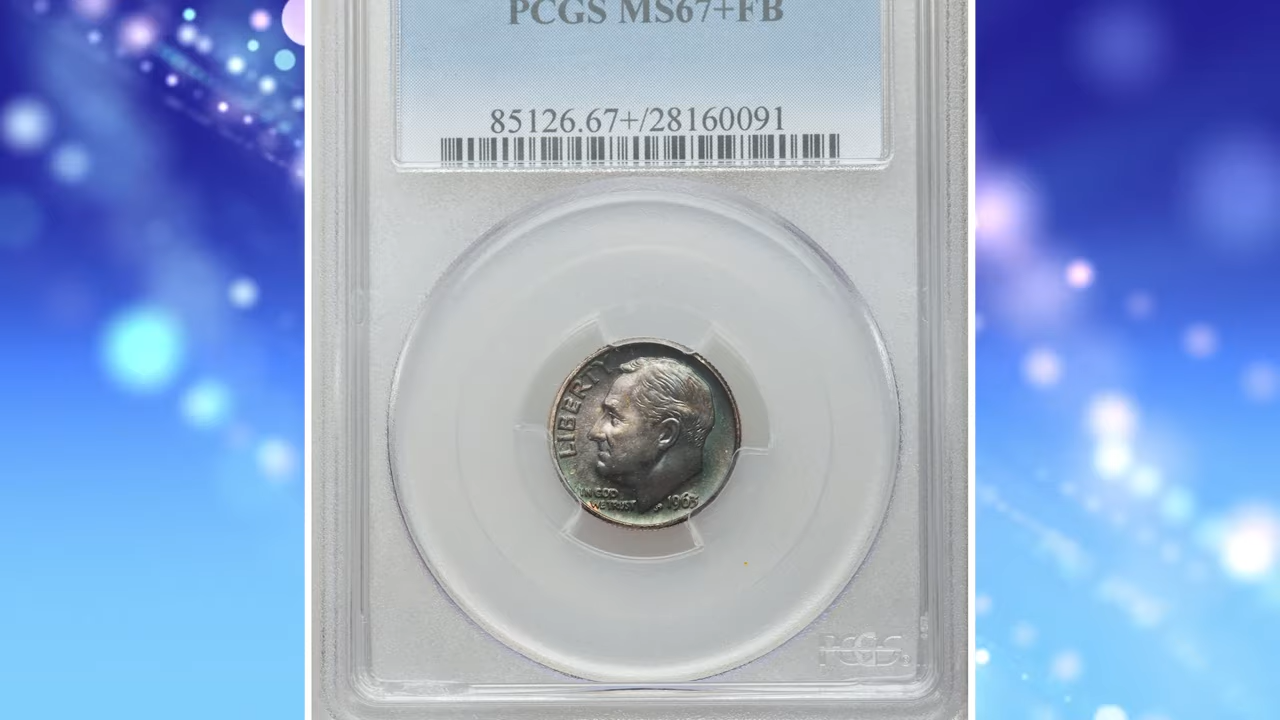 PCGS MS67+FB
85126.67+/28160091
LIBERTY
IN GOD
WE TRUST
1963
PCGS